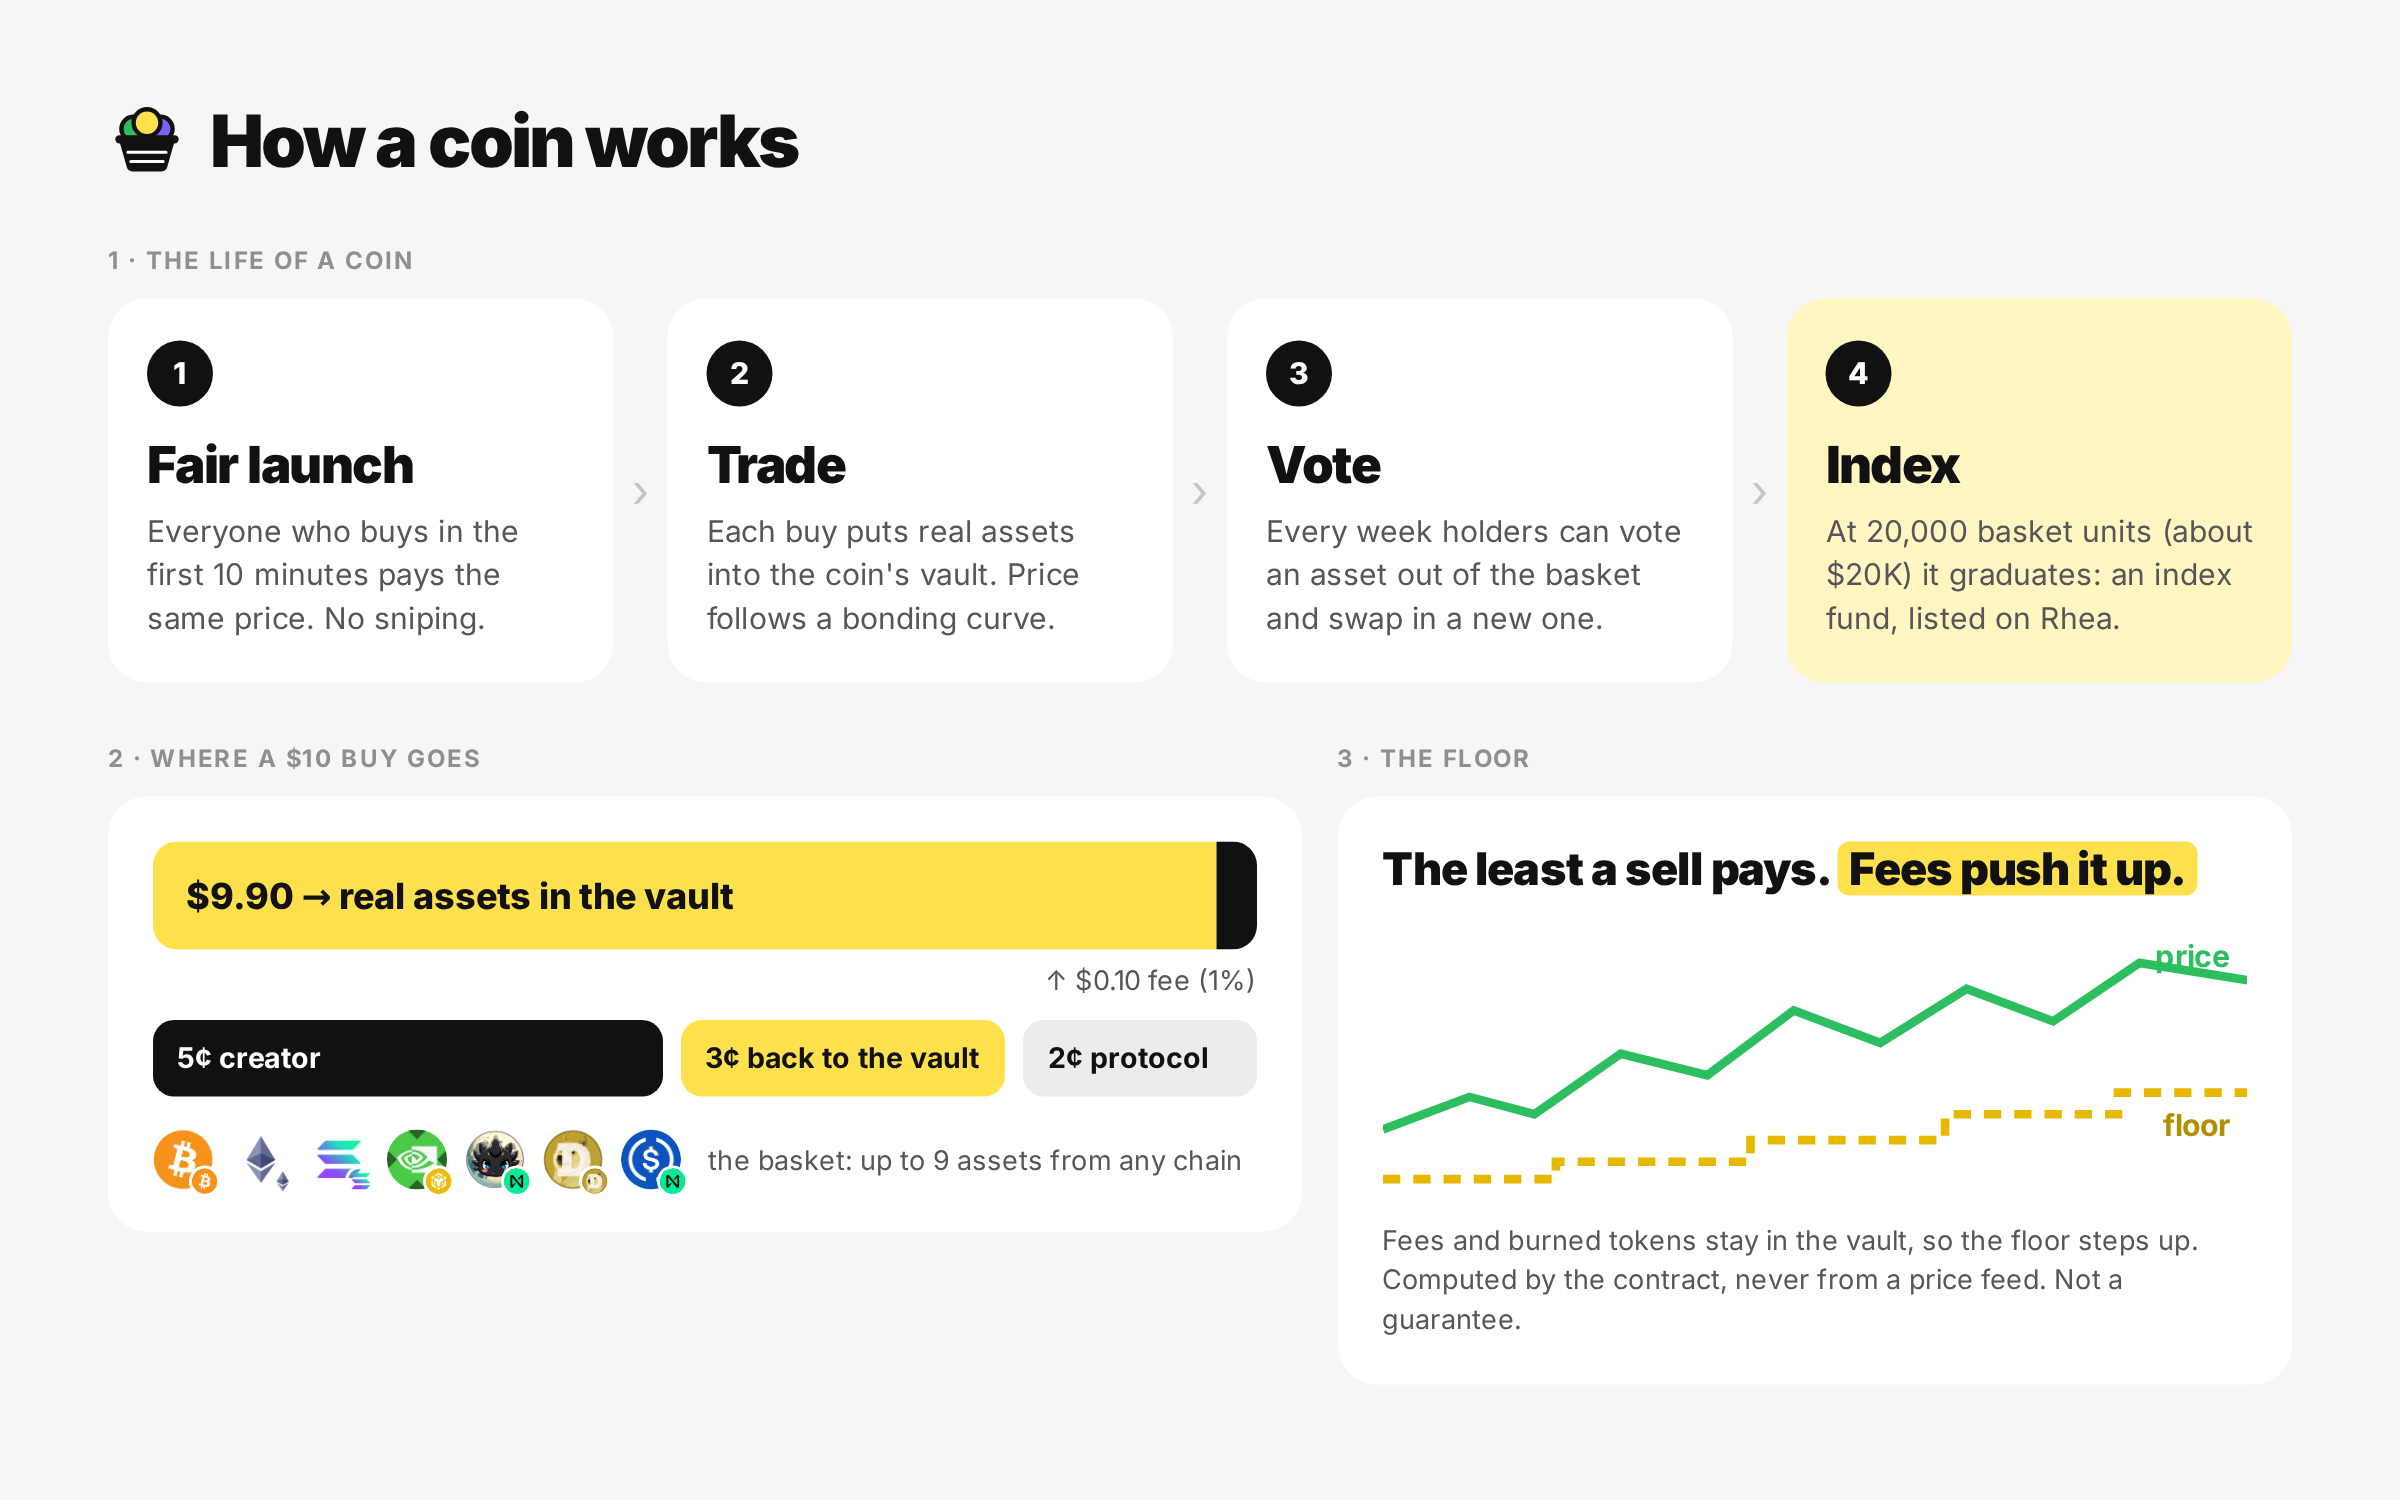 How a coin works
1 · THE LIFE OF A COIN
1
Fair launch
Everyone who buys in the
first 10 minutes pays the
same price. No sniping.
›
2
Trade
Each buy puts real assets
into the coin's vault. Price
follows a bonding curve.
›
3
Vote
Every week holders can vote
an asset out of the basket
and swap in a new one.
›
4
Index
At 20,000 basket units (about
$20K) it graduates: an index
fund, listed on Rhea.
2 · WHERE A $10 BUY GOES
$9.90 → real assets in the vault
↑ $0.10 fee (1%)
5¢ creator
3¢ back to the vault
2¢ protocol
the basket: up to 9 assets from any chain
3 · THE FLOOR
The least a sell pays. Fees push it up.
price
floor
Fees and burned tokens stay in the vault, so the floor steps up.
Computed by the contract, never from a price feed. Not a
guarantee.